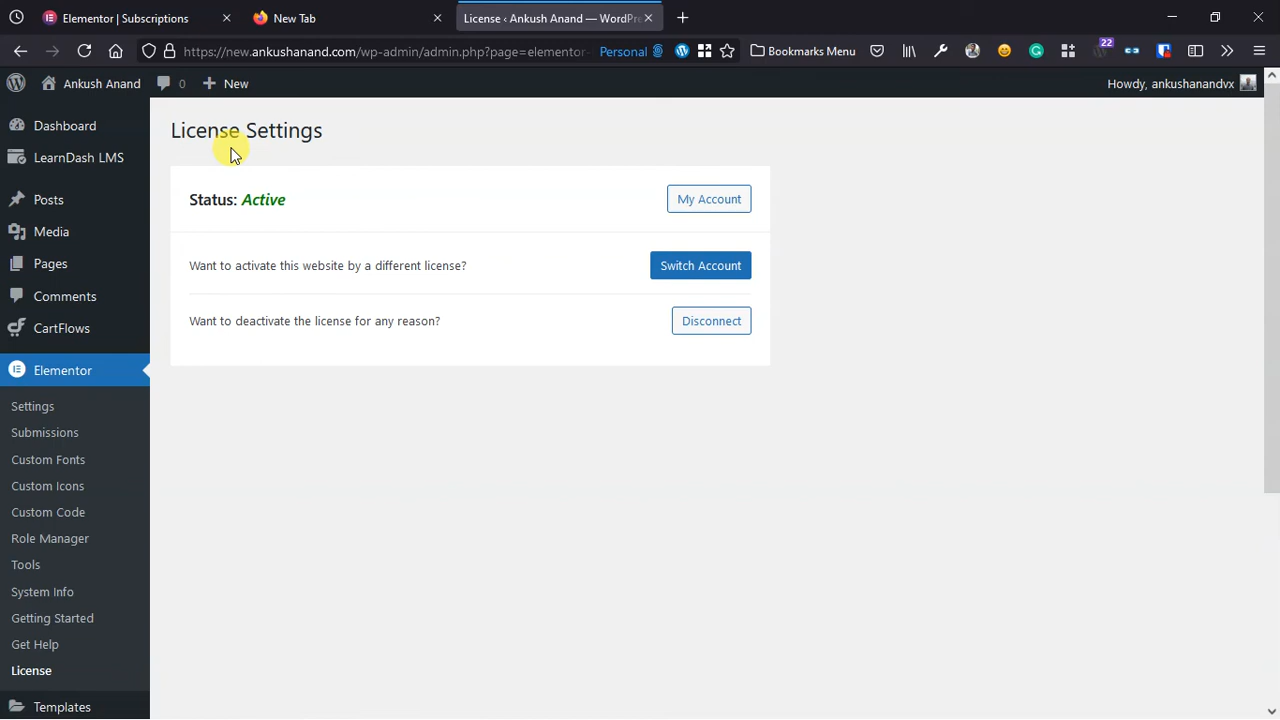 Elementor | Subscriptions
New Tab
License ‹ Ankush Anand — WordPr
https://new.ankushanand.com/wp-admin/admin.php?page=elementor-
Personal
Bookmarks Menu
22
Ankush Anand
0
New
Howdy, ankushanandvx
Dashboard
LearnDash LMS
Posts
Media
Pages
Comments
CartFlows
Elementor
Settings
Submissions
Custom Fonts
Custom Icons
Custom Code
Role Manager
Tools
System Info
Getting Started
Get Help
License
Templates
License Settings
Status: Active
My Account
Want to activate this website by a different license?
Switch Account
Want to deactivate the license for any reason?
Disconnect